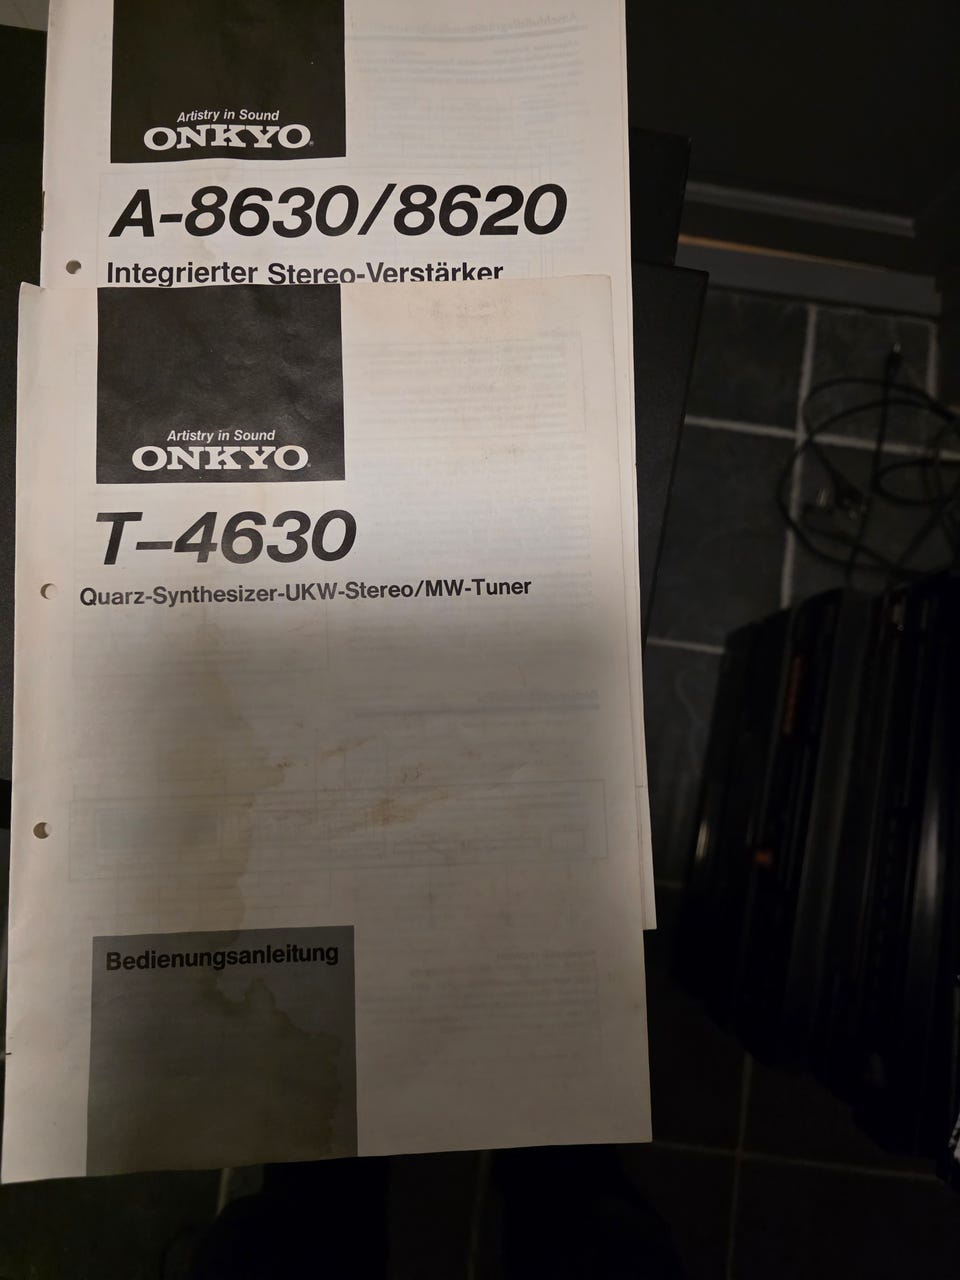 Artistry in Sound
ONKYO
A-8630/8620
Integrierter Stereo-Verstärker
Artistry in Sound
ONKYO
T-4630
Quarz-Synthesizer-UKW-Stereo/MW-Tuner
Bedienungsanleitung